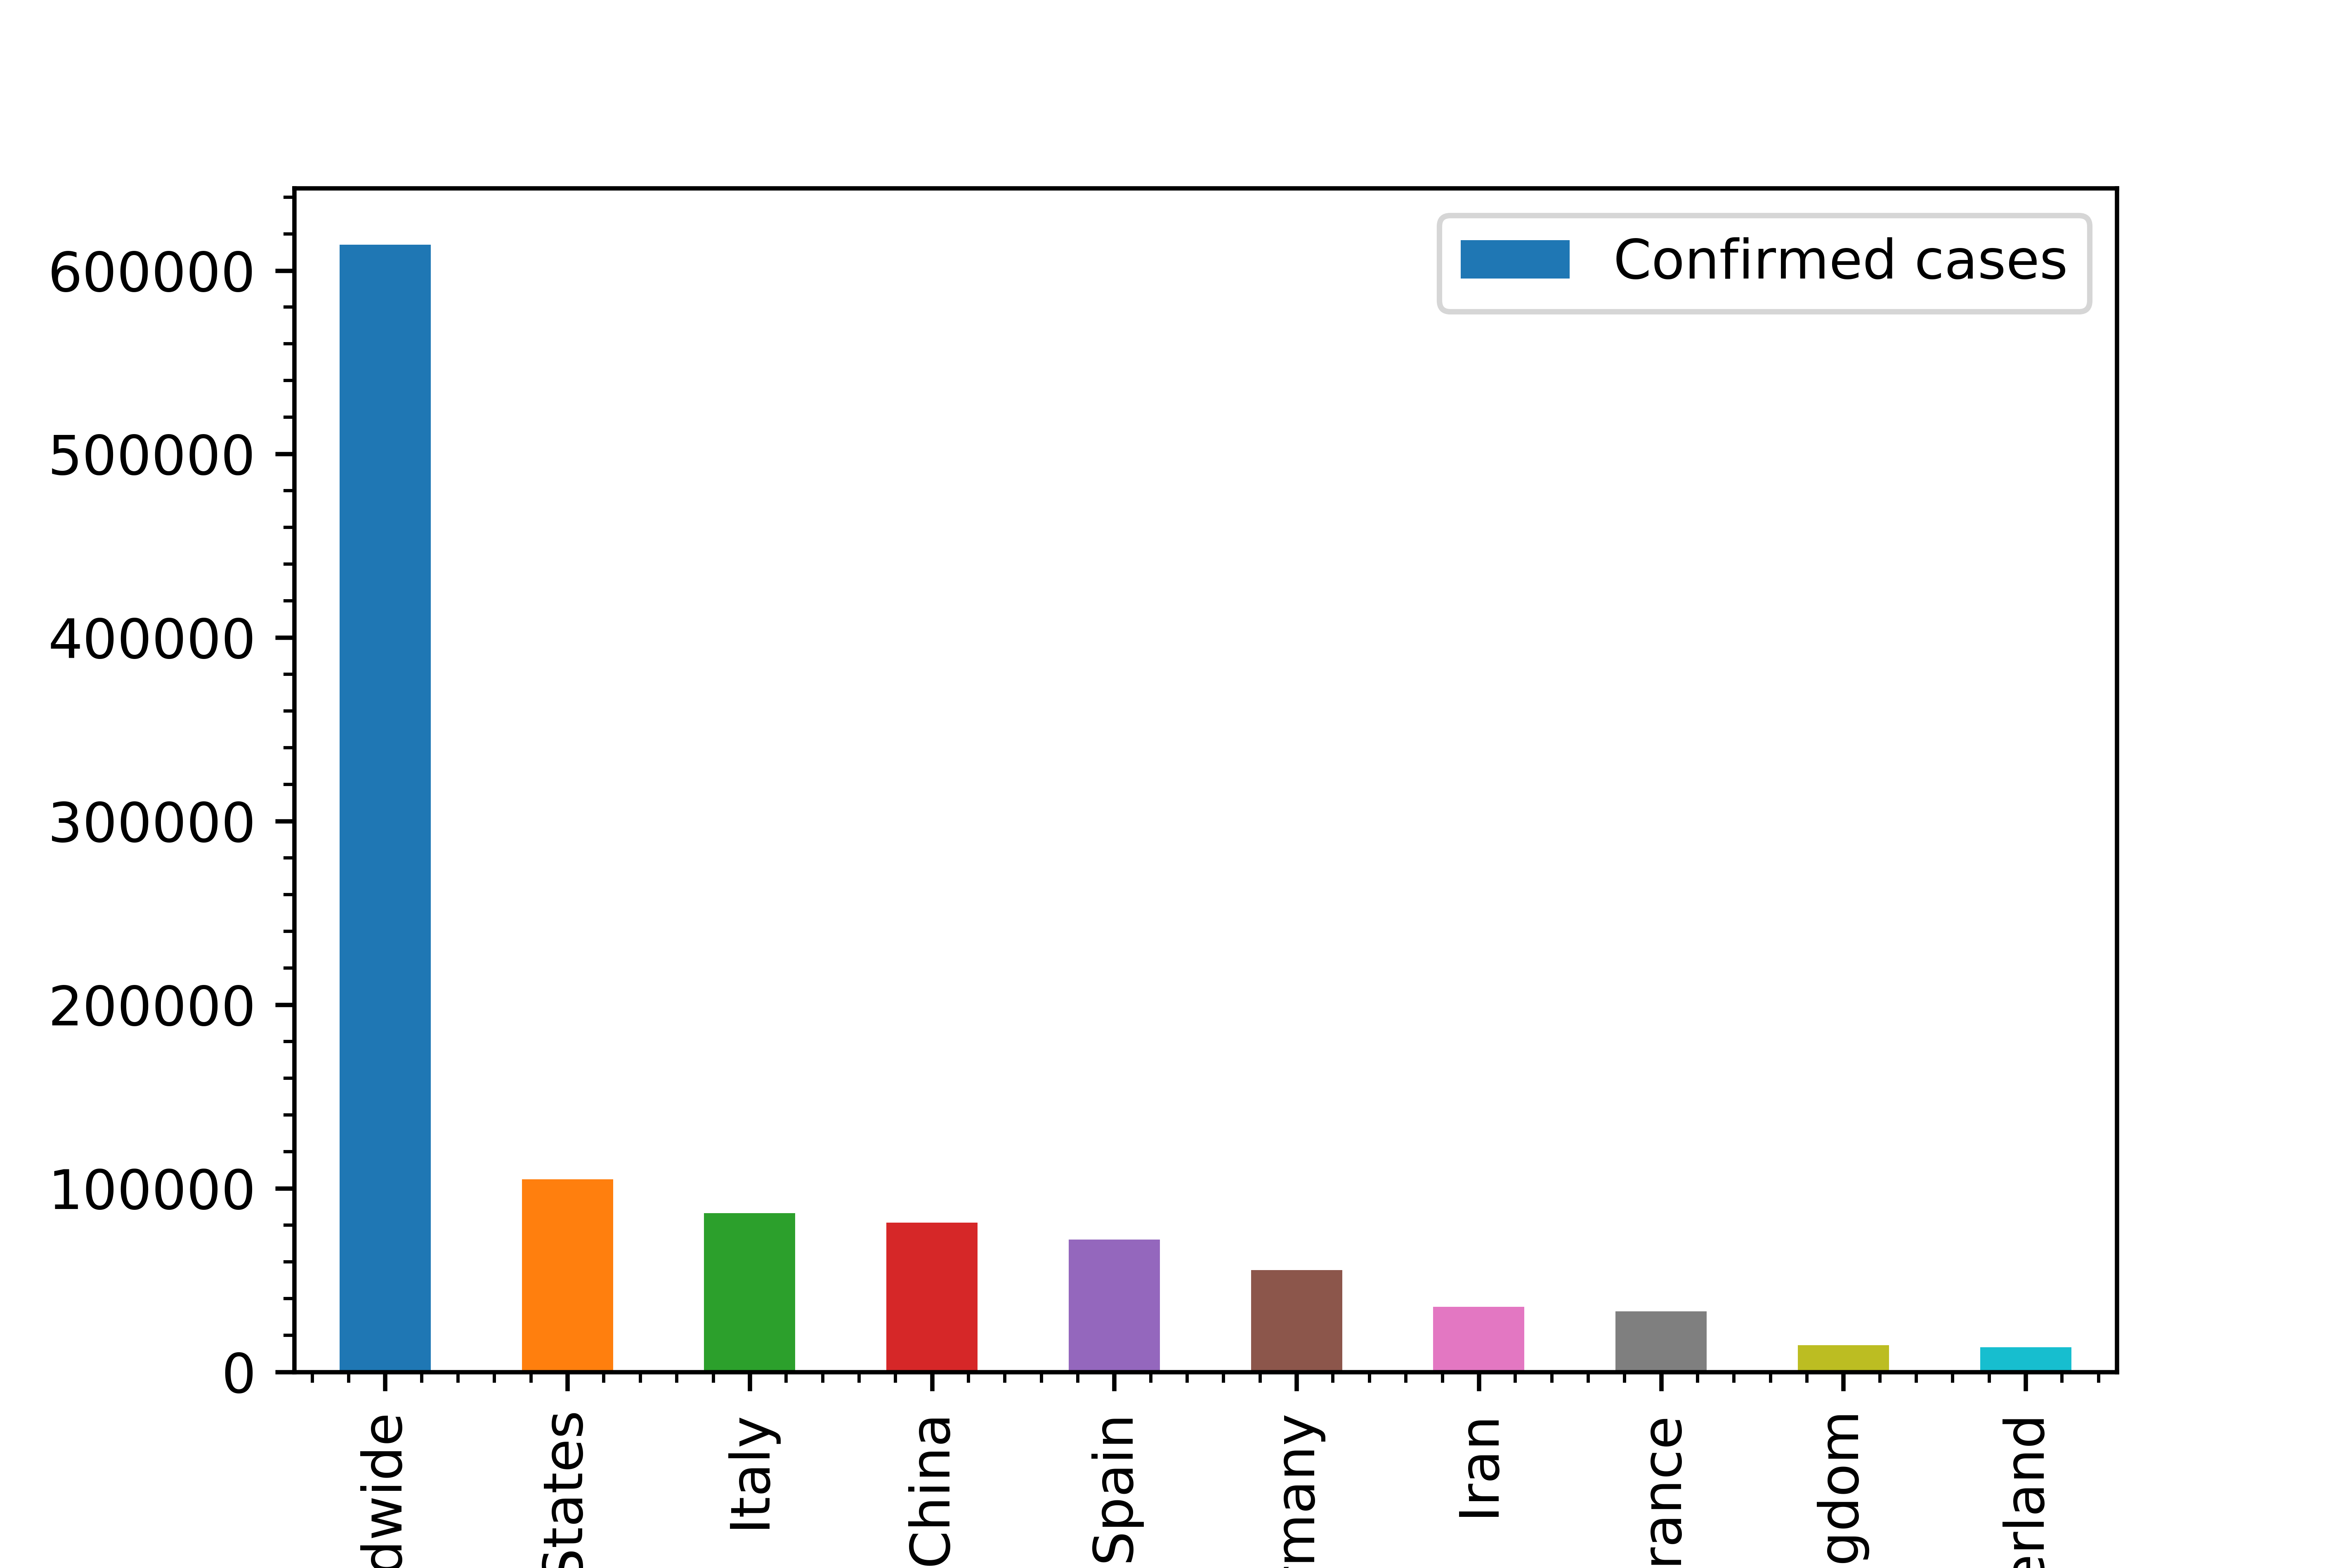 Confirmed cases
600000
500000
400000
300000
200000
100000
0
dwide
States
Italy
China
Spain
many
Iran
rance
gdom
erland